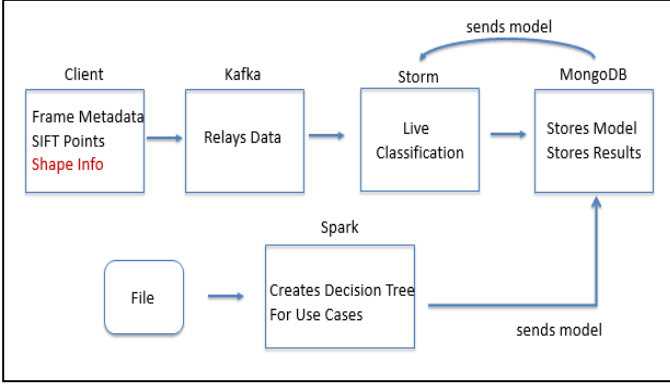 sends model
Client
Kafka
Storm
MongoDB
Frame Metadata
SIFT Points
Shape Info
Relays Data
Live
Classification
Stores Model
Stores Results
Spark
File
Creates Decision Tree
For Use Cases
sends model